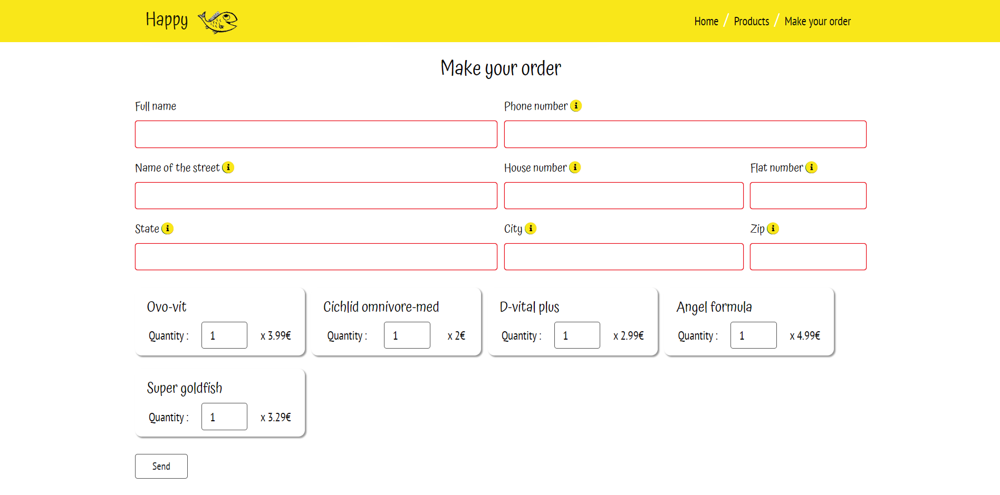 Happy
Home / Products / Make your order
Make your order
Full name
Phone number
Name of the street
House number
Flat number
State
City
Zip
Ovo-vit
Quantity : 1 x 3.99€
Cichlid omnivore-med
Quantity : 1 x 2€
D-vital plus
Quantity : 1 x 2.99€
Angel formula
Quantity : 1 x 4.99€
Super goldfish
Quantity : 1 x 3.29€
Send